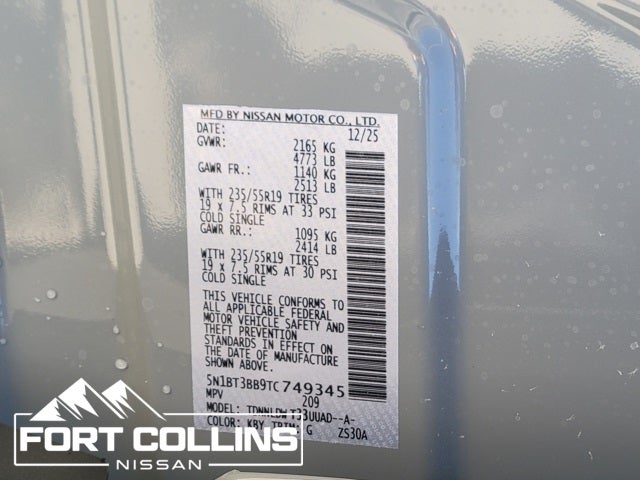 MFD BY NISSAN MOTOR CO., LTD.
DATE: 12/25
GVWR: 2165 KG
4773 LB
GAWR FR.: 1140 KG
2513 LB
WITH 235/55R19 TIRES
19 x 7.5 RIMS AT 33 PSI
COLD SINGLE
GAWR RR.: 1095 KG
2414 LB
WITH 235/55R19 TIRES
19 x 7.5 RIMS AT 30 PSI
COLD SINGLE
THIS VEHICLE CONFORMS TO
ALL APPLICABLE FEDERAL
MOTOR VEHICLE SAFETY AND
THEFT PREVENTION
STANDARDS IN EFFECT ON
THE DATE OF MANUFACTURE
SHOWN ABOVE.
5N1BT3BB9TC749345
MPV 209
MODEL: T33UUAD--A-
COLOR: KBY TRIM: G ZS30A
FORT COLLINS
NISSAN